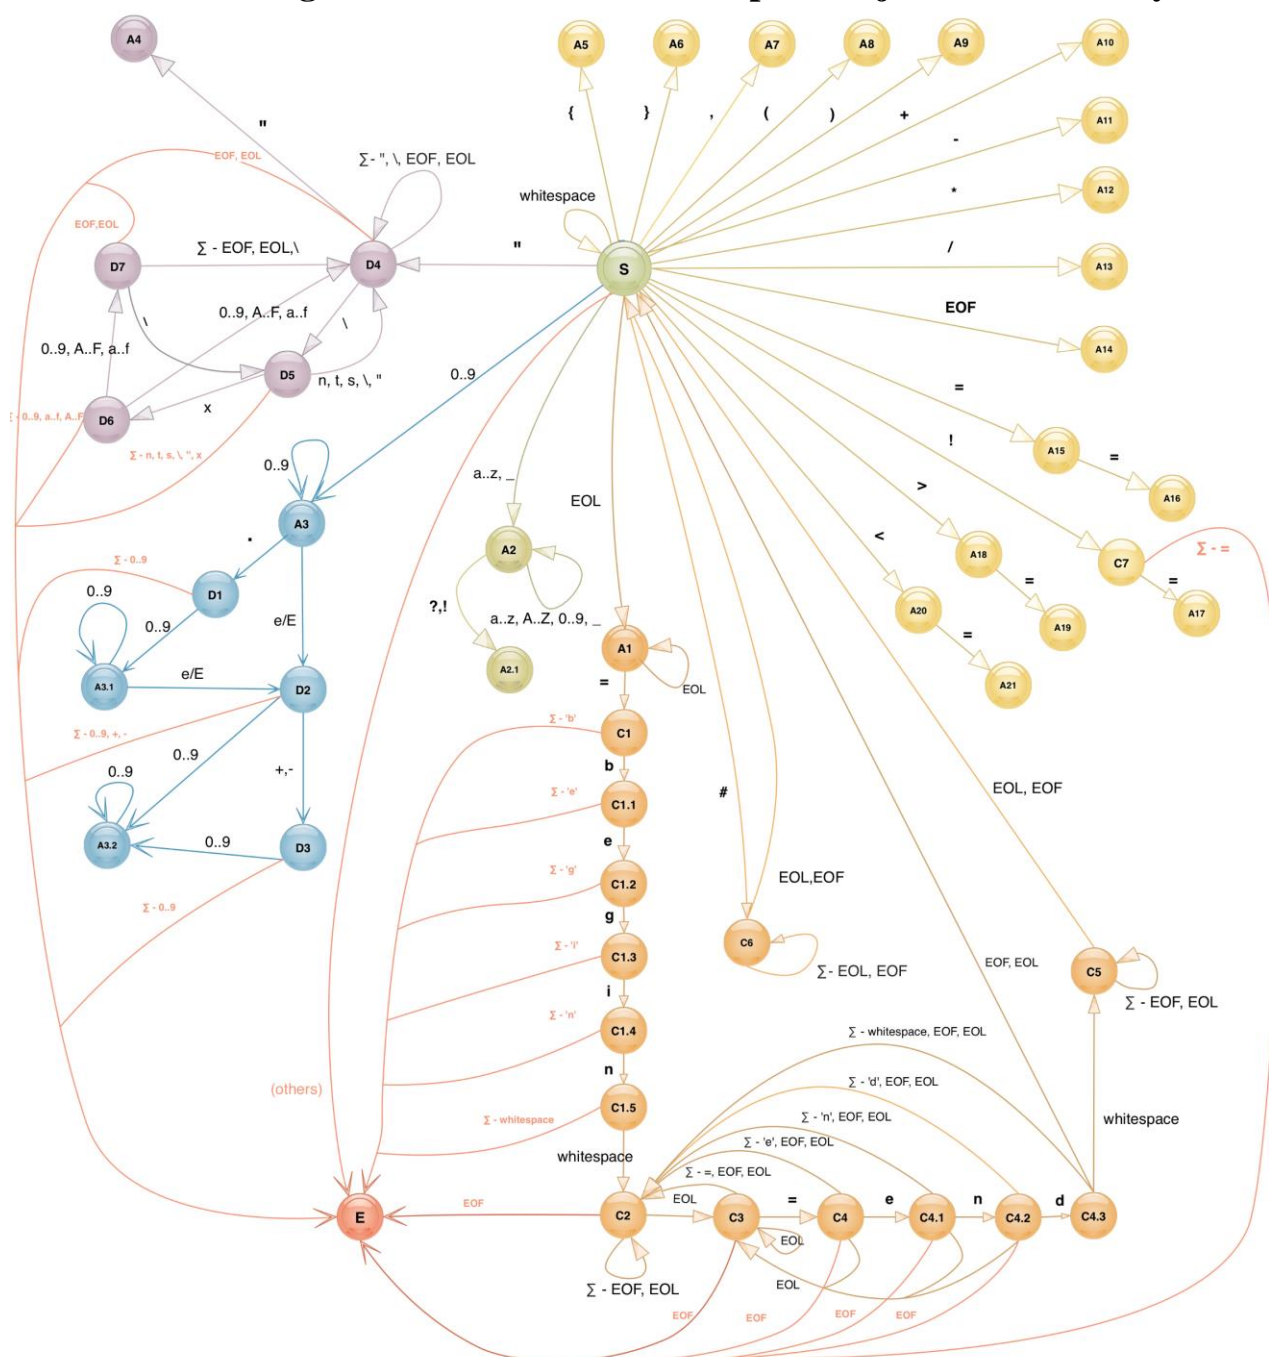 A4
A5
A6
A7
A8
A9
A10
{
}
,
(
)
+
A11
"
-
EOF, EOL
∑- ", \, EOF, EOL
whitespace
*
A12
EOF,EOL
∑ - EOF, EOL,\
"
/
D7
D4
S
A13
\
0..9, A..F, a..f
\
EOF
0..9, A..F, a..f
A14
D5
n, t, s, \, "
0..9
=
x
∑ - 0..9, a..f, A..F
D6
!
A15
=
∑ - n, t, s, \, ", x
0..9
a..z, _
>
A16
EOL
A3
<
.
A2
A18
C7
∑ - =
∑ - 0..9
0..9
D1
=
=
?,!
a..z, A..Z, 0..9, _
e/E
A20
A19
A17
0..9
=
A1
A3.1
e/E
D2
A2.1
=
EOL
A21
∑ - 'b'
C1
∑ - 0..9, +, -
0..9
+,-
b
0..9
∑ - 'e'
C1.1
#
EOL, EOF
A3.2
0..9
D3
e
∑ - 'g'
C1.2
EOL,EOF
∑ - 0..9
g
∑ - 'i'
C1.3
C6
EOF, EOL
C5
∑- EOL, EOF
i
∑ - EOF, EOL
∑ - 'n'
C1.4
∑ - whitespace, EOF, EOL
n
(others)
∑ - 'd', EOF, EOL
C1.5
∑ - whitespace
∑ - 'n', EOF, EOL
whitespace
∑ - 'e', EOF, EOL
whitespace
∑ - =, EOF, EOL
EOF
EOL
=
e
n
d
E
C2
C3
C4
C4.1
C4.2
C4.3
EOL
∑ - EOF, EOL
EOL
EOF
EOF
EOF